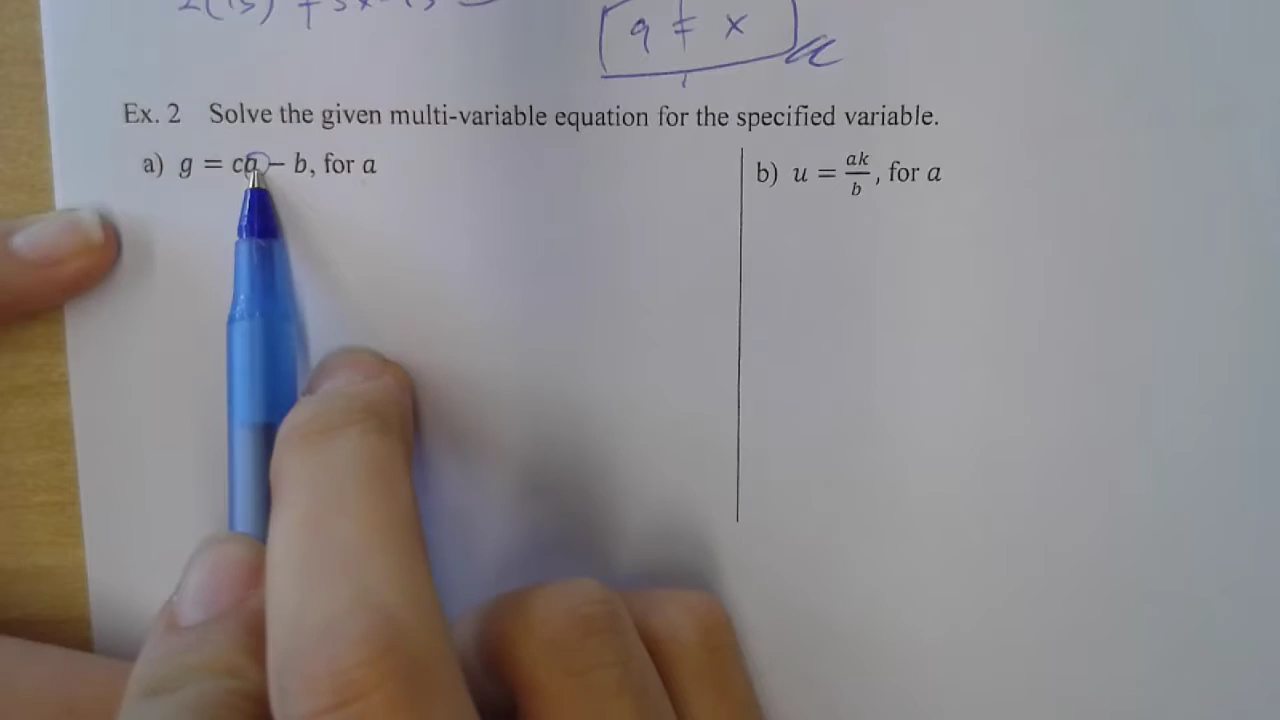 9 ≠ x
Ex. 2 Solve the given multi-variable equation for the specified variable.
a) g = ca − b, for a
b) u = ak/b, for a